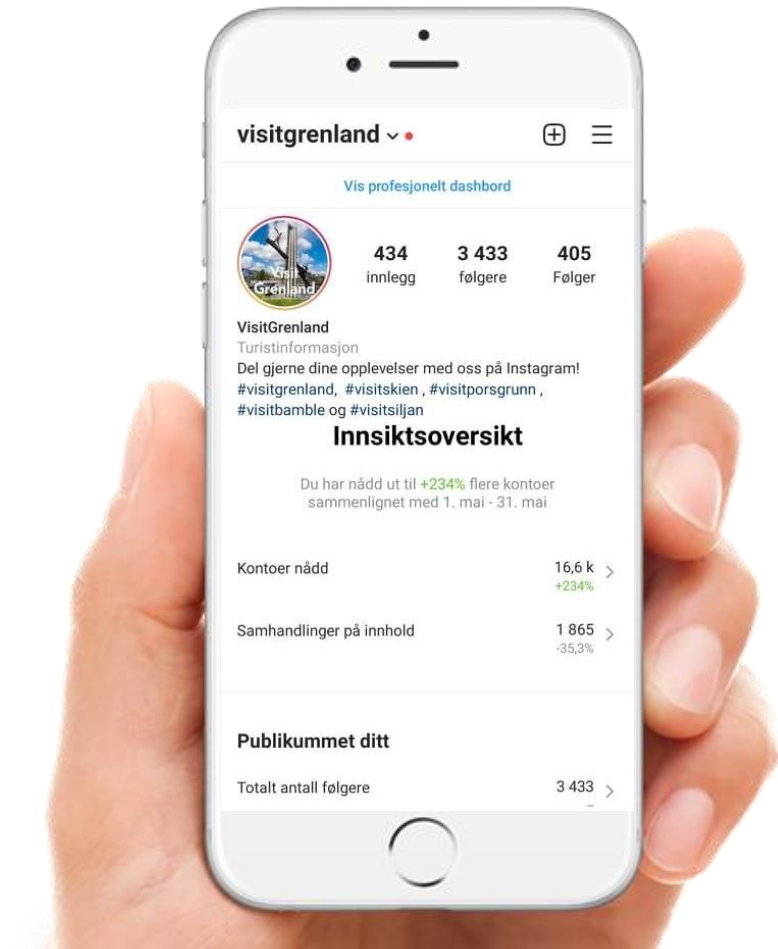 visitgrenland
Vis profesjonelt dashbord
434 3 433 405
innlegg følgere Følger
Visit
Grenland
VisitGrenland
Turistinformasjon
Del gjerne dine opplevelser med oss på Instagram!
#visitgrenland, #visitskien , #visitporsgrunn ,
#visitbamble og #visitsiljan
Innsiktsoversikt
Du har nådd ut til +234% flere kontoer
sammenlignet med 1. mai - 31. mai
Kontoer nådd 16,6 k
+234%
Samhandlinger på innhold 1 865
-35,3%
Publikummet ditt
Totalt antall følgere 3 433
–